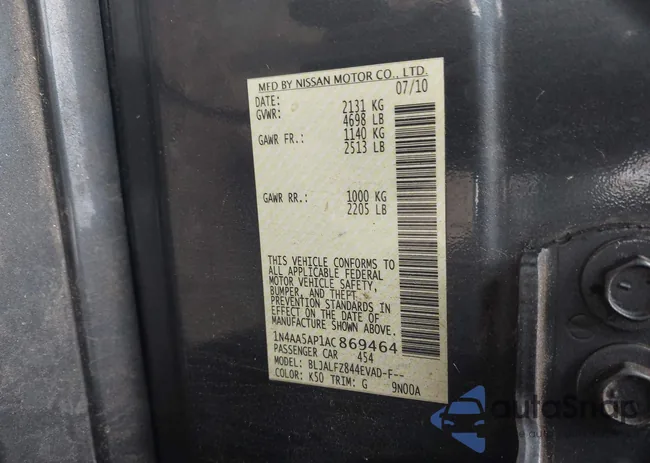 MFD BY NISSAN MOTOR CO., LTD.
DATE: 07/10
GVWR: 2131 KG
4698 LB
GAWR FR.: 1140 KG
2513 LB
GAWR RR.: 1000 KG
2205 LB
THIS VEHICLE CONFORMS TO
ALL APPLICABLE FEDERAL
MOTOR VEHICLE SAFETY,
BUMPER, AND THEFT
PREVENTION STANDARDS IN
EFFECT ON THE DATE OF
MANUFACTURE SHOWN ABOVE.
1N4AA5AP1AC869464
PASSENGER CAR 454
MODEL: BLJALFZ844EVAD-F--
COLOR: K50 TRIM: G 9N00A
autoSnap